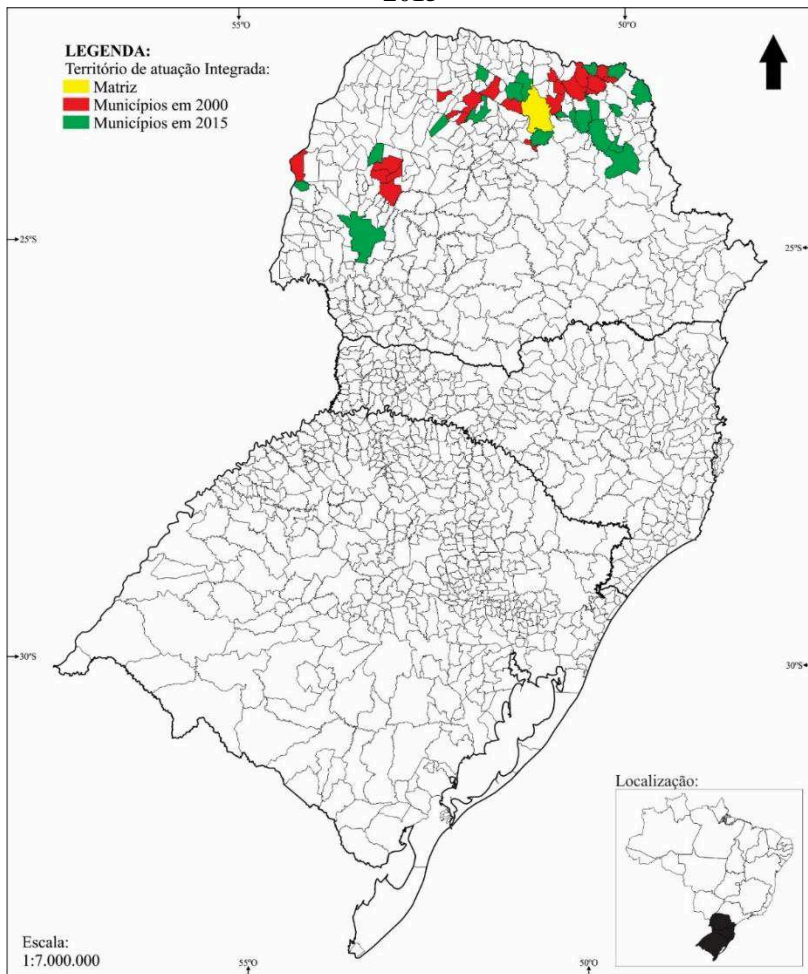 2015
55°O
50°O
LEGENDA:
Território de atuação Integrada:
Matriz
Municípios em 2000
Municípios em 2015
25°S
25°S
30°S
30°S
Localização:
Escala:
1:7.000.000
55°O
50°O